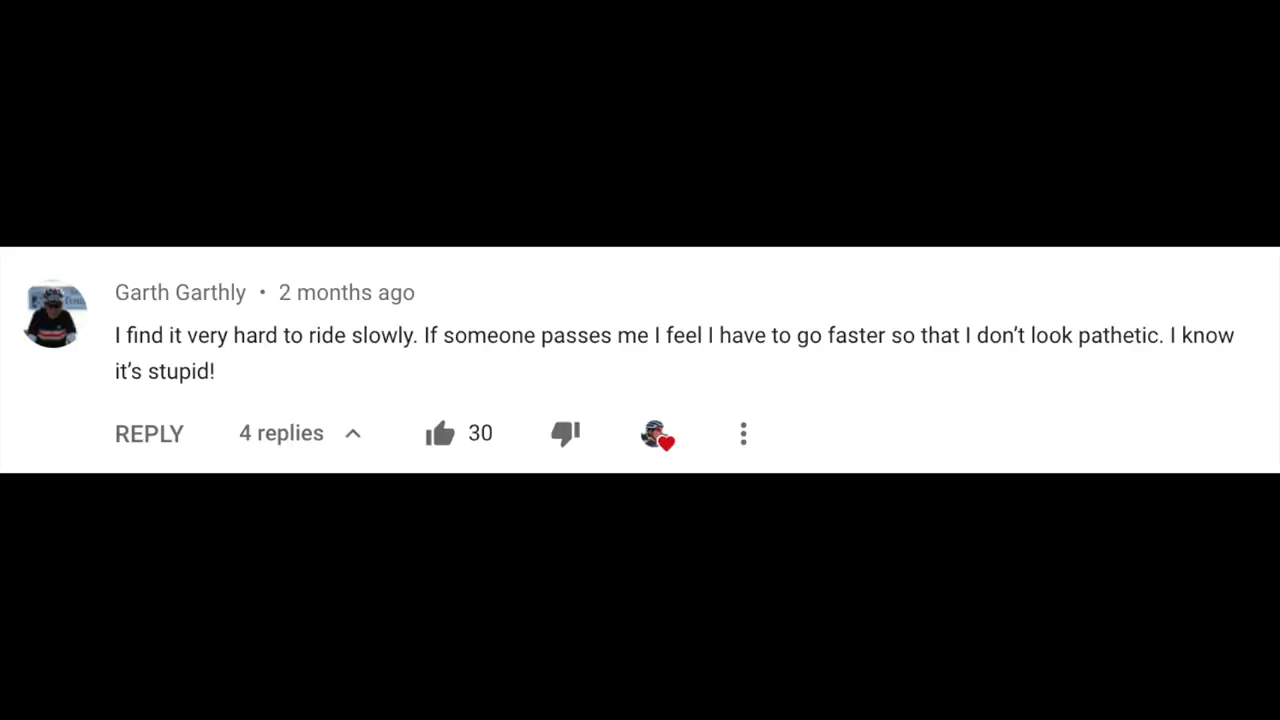 Garth Garthly • 2 months ago
I find it very hard to ride slowly. If someone passes me I feel I have to go faster so that I don’t look pathetic. I know
it’s stupid!
REPLY 4 replies 30